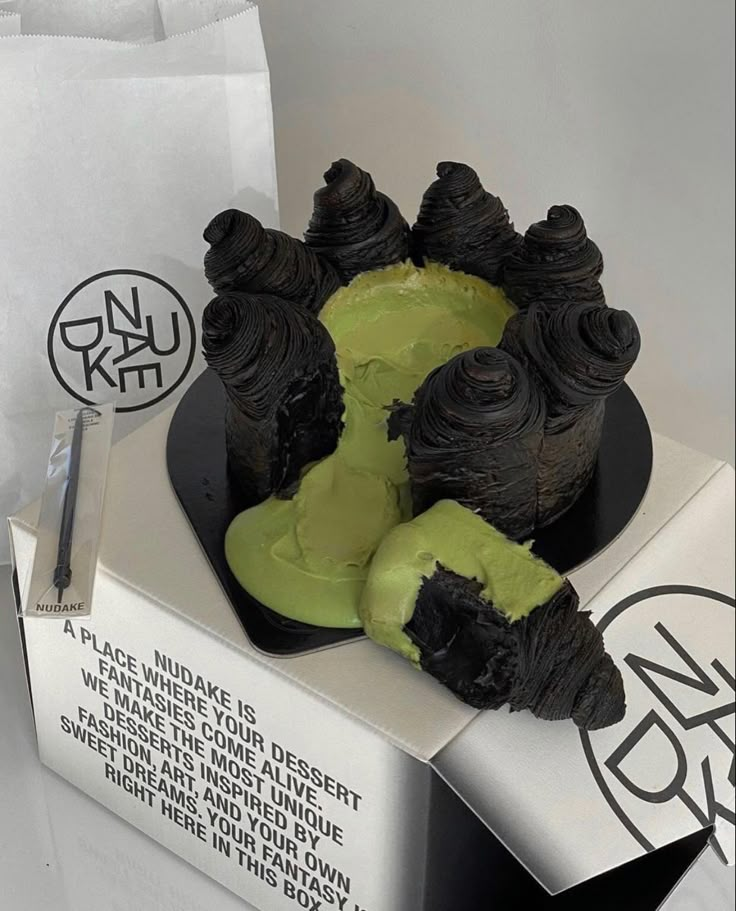 NUDAKE
NUDAKE
NUDAKE IS
A PLACE WHERE YOUR DESSERT
FANTASIES COME ALIVE.
WE MAKE THE MOST UNIQUE
DESSERTS INSPIRED BY
FASHION, ART, AND YOUR OWN
SWEET DREAMS. YOUR FANTASY
RIGHT HERE IN THIS BOX